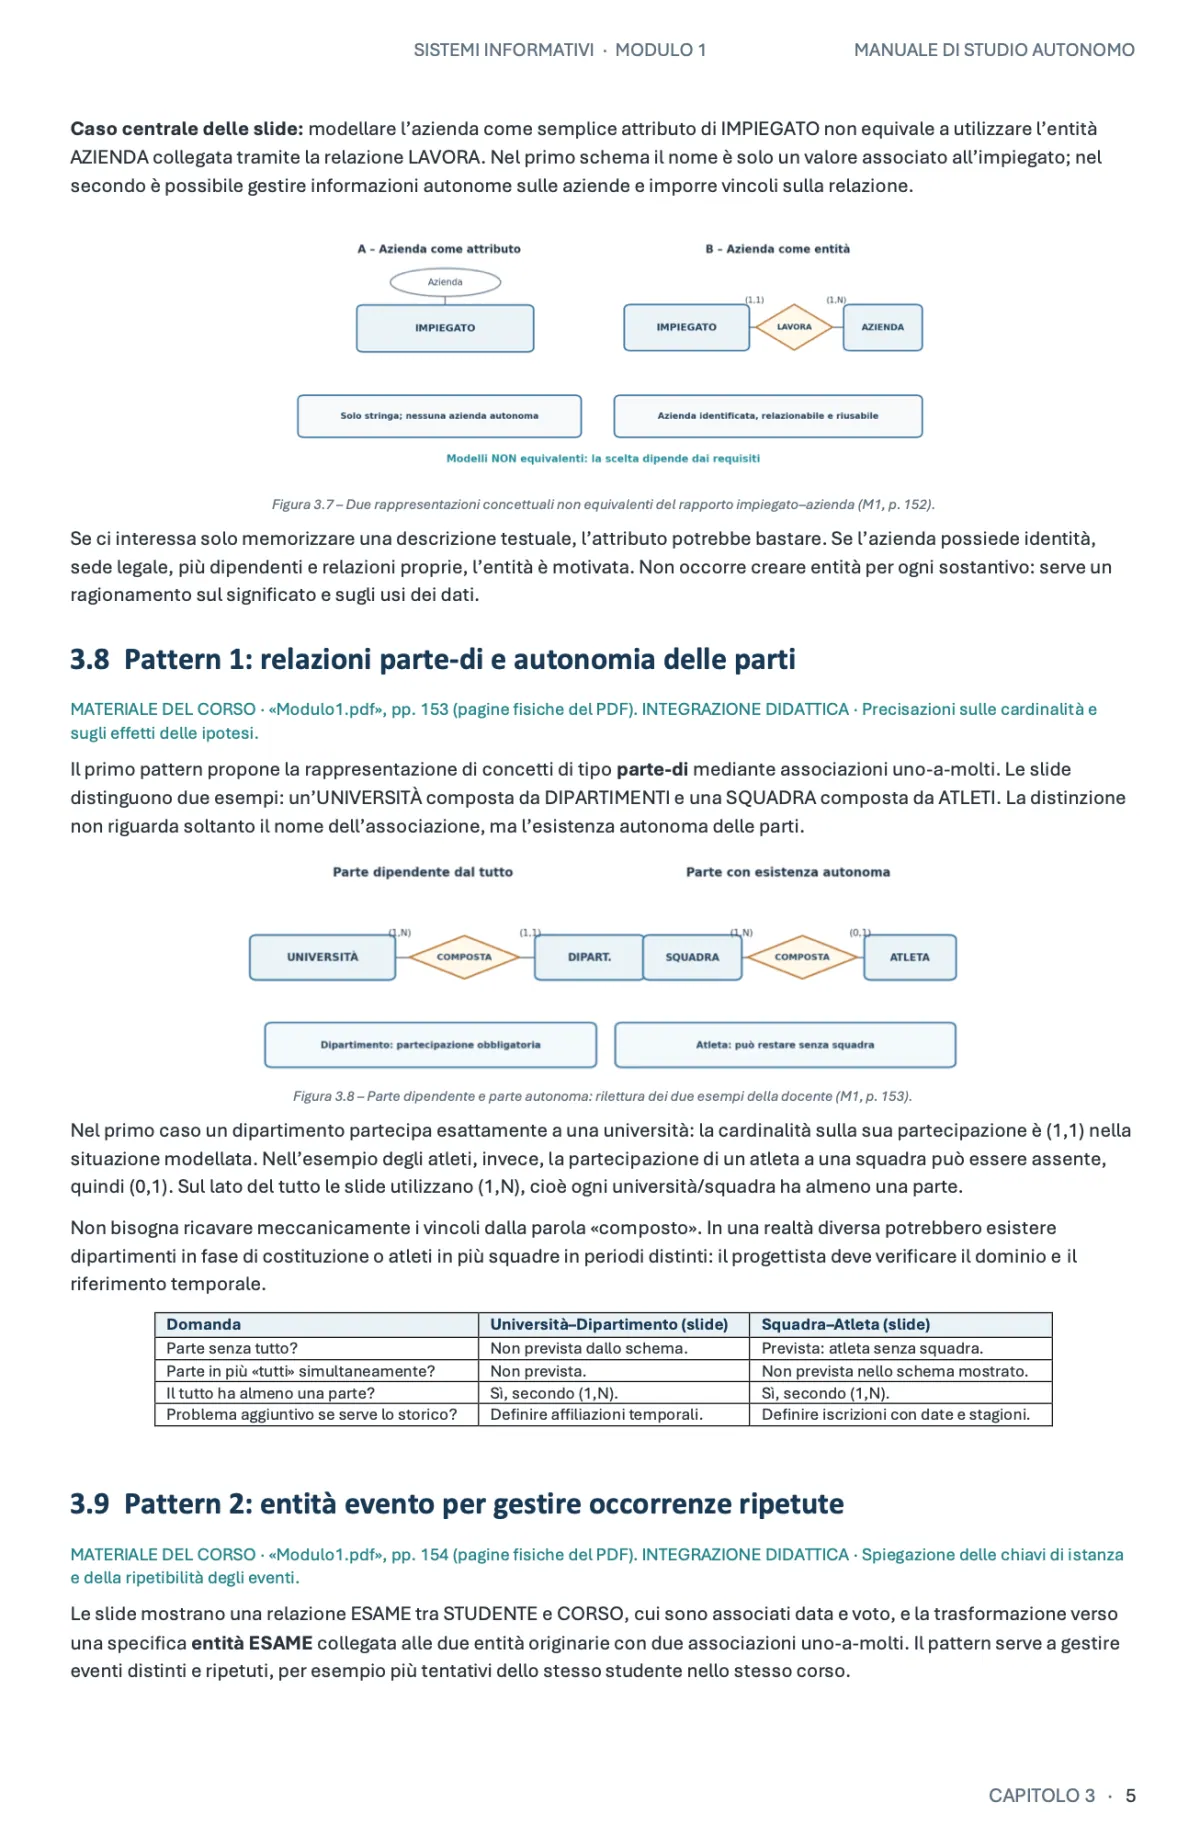 SISTEMI INFORMATIVI · MODULO 1 MANUALE DI STUDIO AUTONOMO
Caso centrale delle slide: modellare l’azienda come semplice attributo di IMPIEGATO non equivale a utilizzare l’entità
AZIENDA collegata tramite la relazione LAVORA. Nel primo schema il nome è solo un valore associato all’impiegato; nel
secondo è possibile gestire informazioni autonome sulle aziende e imporre vincoli sulla relazione.
A - Azienda come attributo
Azienda
IMPIEGATO
Solo stringa; nessuna azienda autonoma
B - Azienda come entità
(1,1) (1,N)
IMPIEGATO LAVORA AZIENDA
Azienda identificata, relazionabile e riusabile
Modelli NON equivalenti: la scelta dipende dai requisiti
Figura 3.7 – Due rappresentazioni concettuali non equivalenti del rapporto impiegato–azienda (M1, p. 152).
Se ci interessa solo memorizzare una descrizione testuale, l’attributo potrebbe bastare. Se l’azienda possiede identità,
sede legale, più dipendenti e relazioni proprie, l’entità è motivata. Non occorre creare entità per ogni sostantivo: serve un
ragionamento sul significato e sugli usi dei dati.
3.8 Pattern 1: relazioni parte-di e autonomia delle parti
MATERIALE DEL CORSO · «Modulo1.pdf», pp. 153 (pagine fisiche del PDF). INTEGRAZIONE DIDATTICA · Precisazioni sulle cardinalità e
sugli effetti delle ipotesi.
Il primo pattern propone la rappresentazione di concetti di tipo parte-di mediante associazioni uno-a-molti. Le slide
distinguono due esempi: un’UNIVERSITÀ composta da DIPARTIMENTI e una SQUADRA composta da ATLETI. La distinzione
non riguarda soltanto il nome dell’associazione, ma l’esistenza autonoma delle parti.
Parte dipendente dal tutto
(1,N) (1,1)
UNIVERSITÀ COMPOSTA DIPART.
Dipartimento: partecipazione obbligatoria
Parte con esistenza autonoma
(1,N) (0,1)
SQUADRA COMPOSTA ATLETA
Atleta: può restare senza squadra
Figura 3.8 – Parte dipendente e parte autonoma: rilettura dei due esempi della docente (M1, p. 153).
Nel primo caso un dipartimento partecipa esattamente a una università: la cardinalità sulla sua partecipazione è (1,1) nella
situazione modellata. Nell’esempio degli atleti, invece, la partecipazione di un atleta a una squadra può essere assente,
quindi (0,1). Sul lato del tutto le slide utilizzano (1,N), cioè ogni università/squadra ha almeno una parte.
Non bisogna ricavare meccanicamente i vincoli dalla parola «composto». In una realtà diversa potrebbero esistere
dipartimenti in fase di costituzione o atleti in più squadre in periodi distinti: il progettista deve verificare il dominio e il
riferimento temporale.
Domanda Università–Dipartimento (slide) Squadra–Atleta (slide)
Parte senza tutto? Non prevista dallo schema. Prevista: atleta senza squadra.
Parte in più «tutti» simultaneamente? Non prevista. Non prevista nello schema mostrato.
Il tutto ha almeno una parte? Sì, secondo (1,N). Sì, secondo (1,N).
Problema aggiuntivo se serve lo storico? Definire affiliazioni temporali. Definire iscrizioni con date e stagioni.
3.9 Pattern 2: entità evento per gestire occorrenze ripetute
MATERIALE DEL CORSO · «Modulo1.pdf», pp. 154 (pagine fisiche del PDF). INTEGRAZIONE DIDATTICA · Spiegazione delle chiavi di istanza
e della ripetibilità degli eventi.
Le slide mostrano una relazione ESAME tra STUDENTE e CORSO, cui sono associati data e voto, e la trasformazione verso
una specifica entità ESAME collegata alle due entità originarie con due associazioni uno-a-molti. Il pattern serve a gestire
eventi distinti e ripetuti, per esempio più tentativi dello stesso studente nello stesso corso.
CAPITOLO 3 · 5